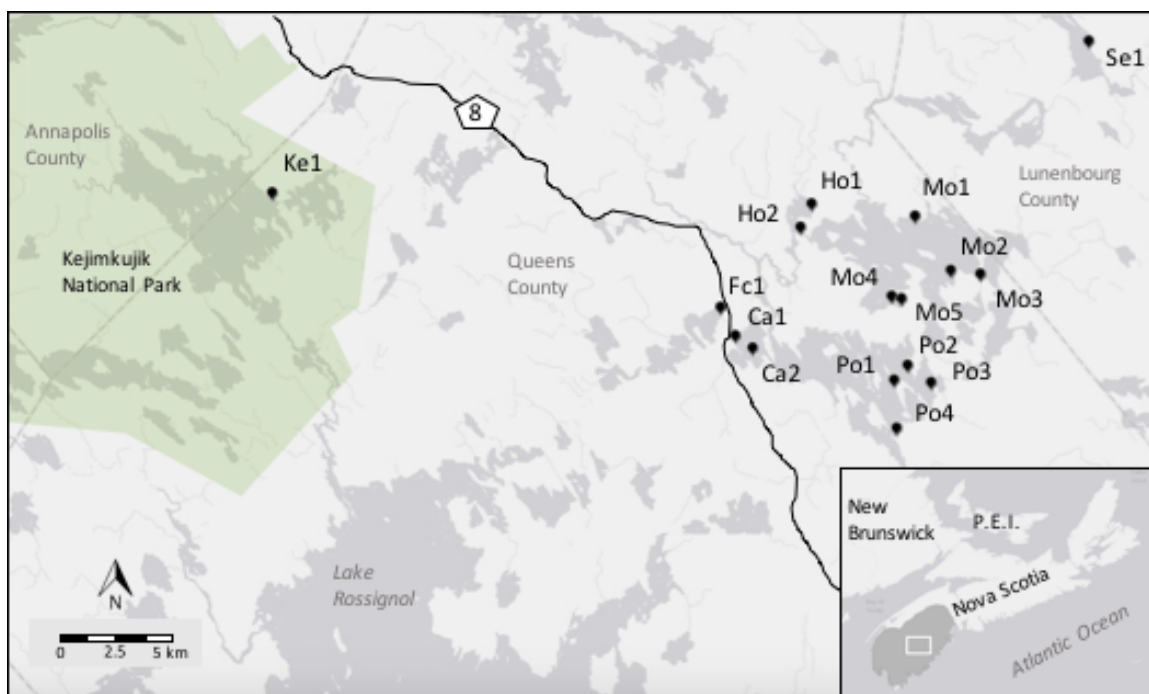 Se1
8
Annapolis
County
Ke1
Lunenbourg
County
Ho1
Mo1
Ho2
Kejimkujik
National Park
Queens
County
Mo2
Mo4
Mo3
Fc1
Mo5
Ca1
Po2
Po1
Po3
Ca2
Po4
New
Brunswick
P.E.I.
Nova Scotia
Atlantic Ocean
Lake
Rossignol
N
0 2.5 5 km